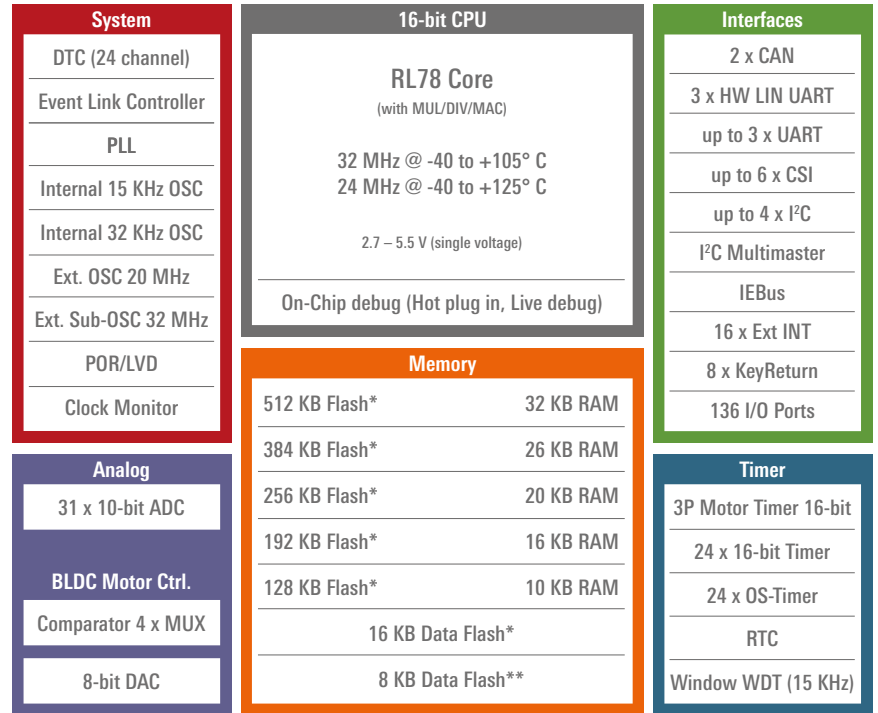 System
DTC (24 channel)
Event Link Controller
PLL
Internal 15 KHz OSC
Internal 32 KHz OSC
Ext. OSC 20 MHz
Ext. Sub-OSC 32 MHz
POR/LVD
Clock Monitor
16-bit CPU
RL78 Core
(with MUL/DIV/MAC)
32 MHz @ -40 to +105° C
24 MHz @ -40 to +125° C
2.7 – 5.5 V (single voltage)
On-Chip debug (Hot plug in, Live debug)
Interfaces
2 x CAN
3 x HW LIN UART
up to 3 x UART
up to 6 x CSI
up to 4 x I²C
I²C Multimaster
IEBus
16 x Ext INT
8 x KeyReturn
136 I/O Ports
Analog
31 x 10-bit ADC
BLDC Motor Ctrl.
Comparator 4 x MUX
8-bit DAC
Memory
512 KB Flash* 32 KB RAM
384 KB Flash* 26 KB RAM
256 KB Flash* 20 KB RAM
192 KB Flash* 16 KB RAM
128 KB Flash* 10 KB RAM
16 KB Data Flash*
8 KB Data Flash**
Timer
3P Motor Timer 16-bit
24 x 16-bit Timer
24 x OS-Timer
RTC
Window WDT (15 KHz)